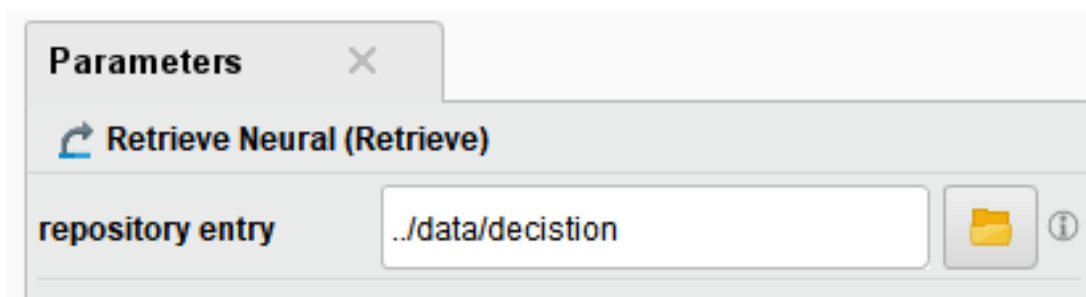 Parameters
Retrieve Neural (Retrieve)
repository entry ../data/decistion